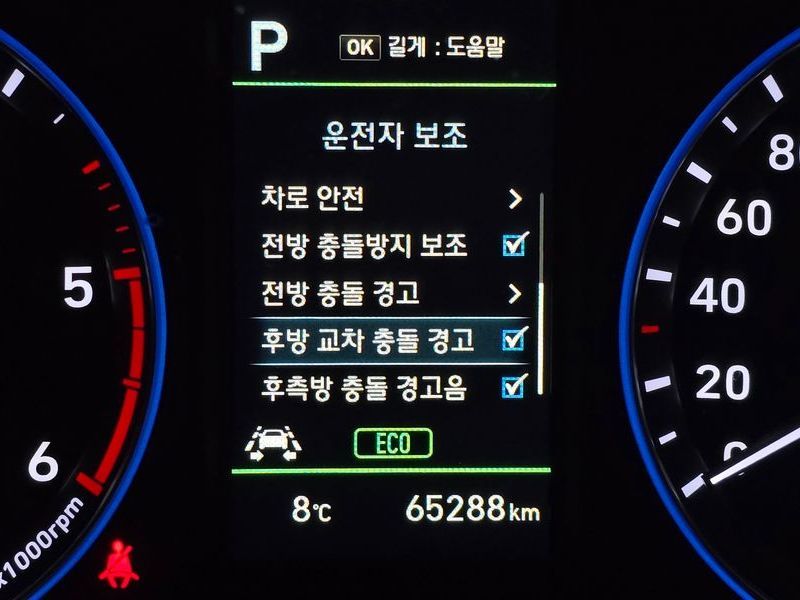 P
OK 길게 : 도움말
운전자 보조
차로 안전
전방 충돌방지 보조
전방 충돌 경고
후방 교차 충돌 경고
후측방 충돌 경고음
ECO
8℃ 65288km
5
6
x1000rpm
80
60
40
20
0